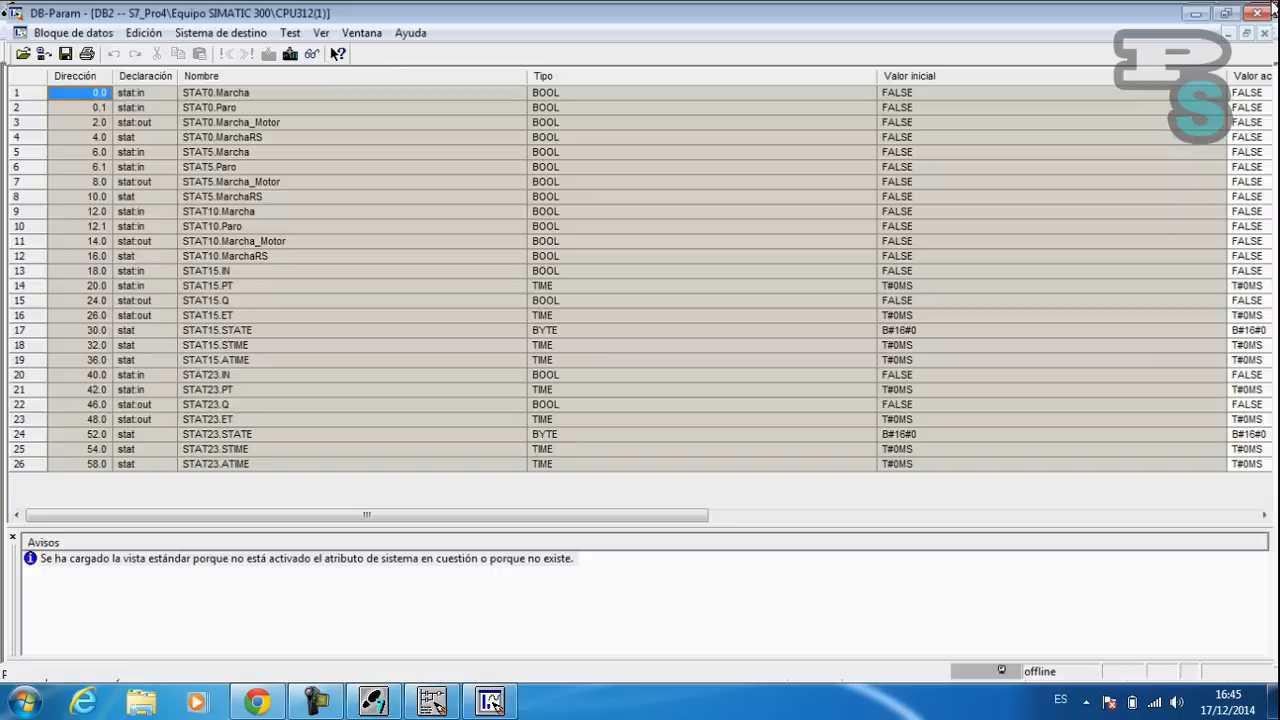 DB-Param - [DB2 -- S7_Pro4\Equipo SIMATIC 300\CPU312(1)]
Bloque de datos Edición Sistema de destino Test Ver Ventana Ayuda
PS
Dirección Declaración Nombre Tipo Valor inicial Valor ac
1 0.0 stat:in STAT0.Marcha BOOL FALSE FALSE
2 0.1 stat:in STAT0.Paro BOOL FALSE FALSE
3 2.0 stat:out STAT0.Marcha_Motor BOOL FALSE FALSE
4 4.0 stat STAT0.MarchaRS BOOL FALSE FALSE
5 6.0 stat:in STAT5.Marcha BOOL FALSE FALSE
6 6.1 stat:in STAT5.Paro BOOL FALSE FALSE
7 8.0 stat:out STAT5.Marcha_Motor BOOL FALSE FALSE
8 10.0 stat STAT5.MarchaRS BOOL FALSE FALSE
9 12.0 stat:in STAT10.Marcha BOOL FALSE FALSE
10 12.1 stat:in STAT10.Paro BOOL FALSE FALSE
11 14.0 stat:out STAT10.Marcha_Motor BOOL FALSE FALSE
12 16.0 stat STAT10.MarchaRS BOOL FALSE FALSE
13 18.0 stat:in STAT15.IN BOOL FALSE FALSE
14 20.0 stat:in STAT15.PT TIME T#0MS T#0MS
15 24.0 stat:out STAT15.Q BOOL FALSE FALSE
16 26.0 stat:out STAT15.ET TIME T#0MS T#0MS
17 30.0 stat STAT15.STATE BYTE B#16#0 B#16#0
18 32.0 stat STAT15.STIME TIME T#0MS T#0MS
19 36.0 stat STAT15.ATIME TIME T#0MS T#0MS
20 40.0 stat:in STAT23.IN BOOL FALSE FALSE
21 42.0 stat:in STAT23.PT TIME T#0MS T#0MS
22 46.0 stat:out STAT23.Q BOOL FALSE FALSE
23 48.0 stat:out STAT23.ET TIME T#0MS T#0MS
24 52.0 stat STAT23.STATE BYTE B#16#0 B#16#0
25 54.0 stat STAT23.STIME TIME T#0MS T#0MS
26 58.0 stat STAT23.ATIME TIME T#0MS T#0MS
Avisos
Se ha cargado la vista estándar porque no está activado el atributo de sistema en cuestión o porque no existe.
offline
ES 16:45
17/12/2014